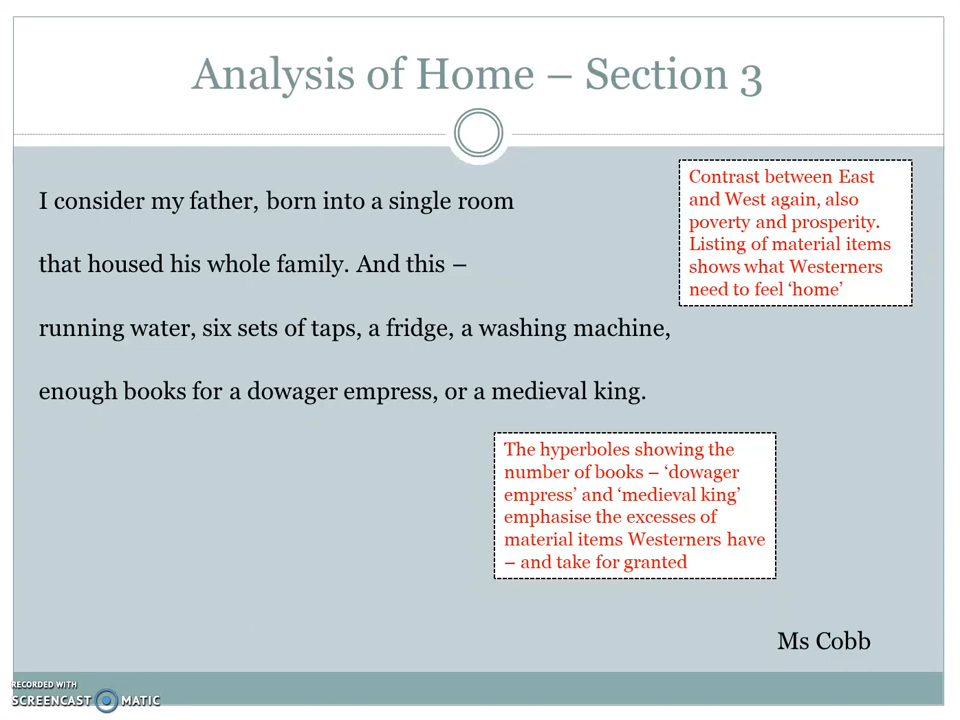 Analysis of Home – Section 3
I consider my father, born into a single room
that housed his whole family. And this –
running water, six sets of taps, a fridge, a washing machine,
enough books for a dowager empress, or a medieval king.
Contrast between East
and West again, also
poverty and prosperity.
Listing of material items
shows what Westerners
need to feel ‘home’
The hyperboles showing the
number of books – ‘dowager
empress’ and ‘medieval king’
emphasise the excesses of
material items Westerners have
– and take for granted
Ms Cobb
RECORDED WITH
SCREENCAST MATIC